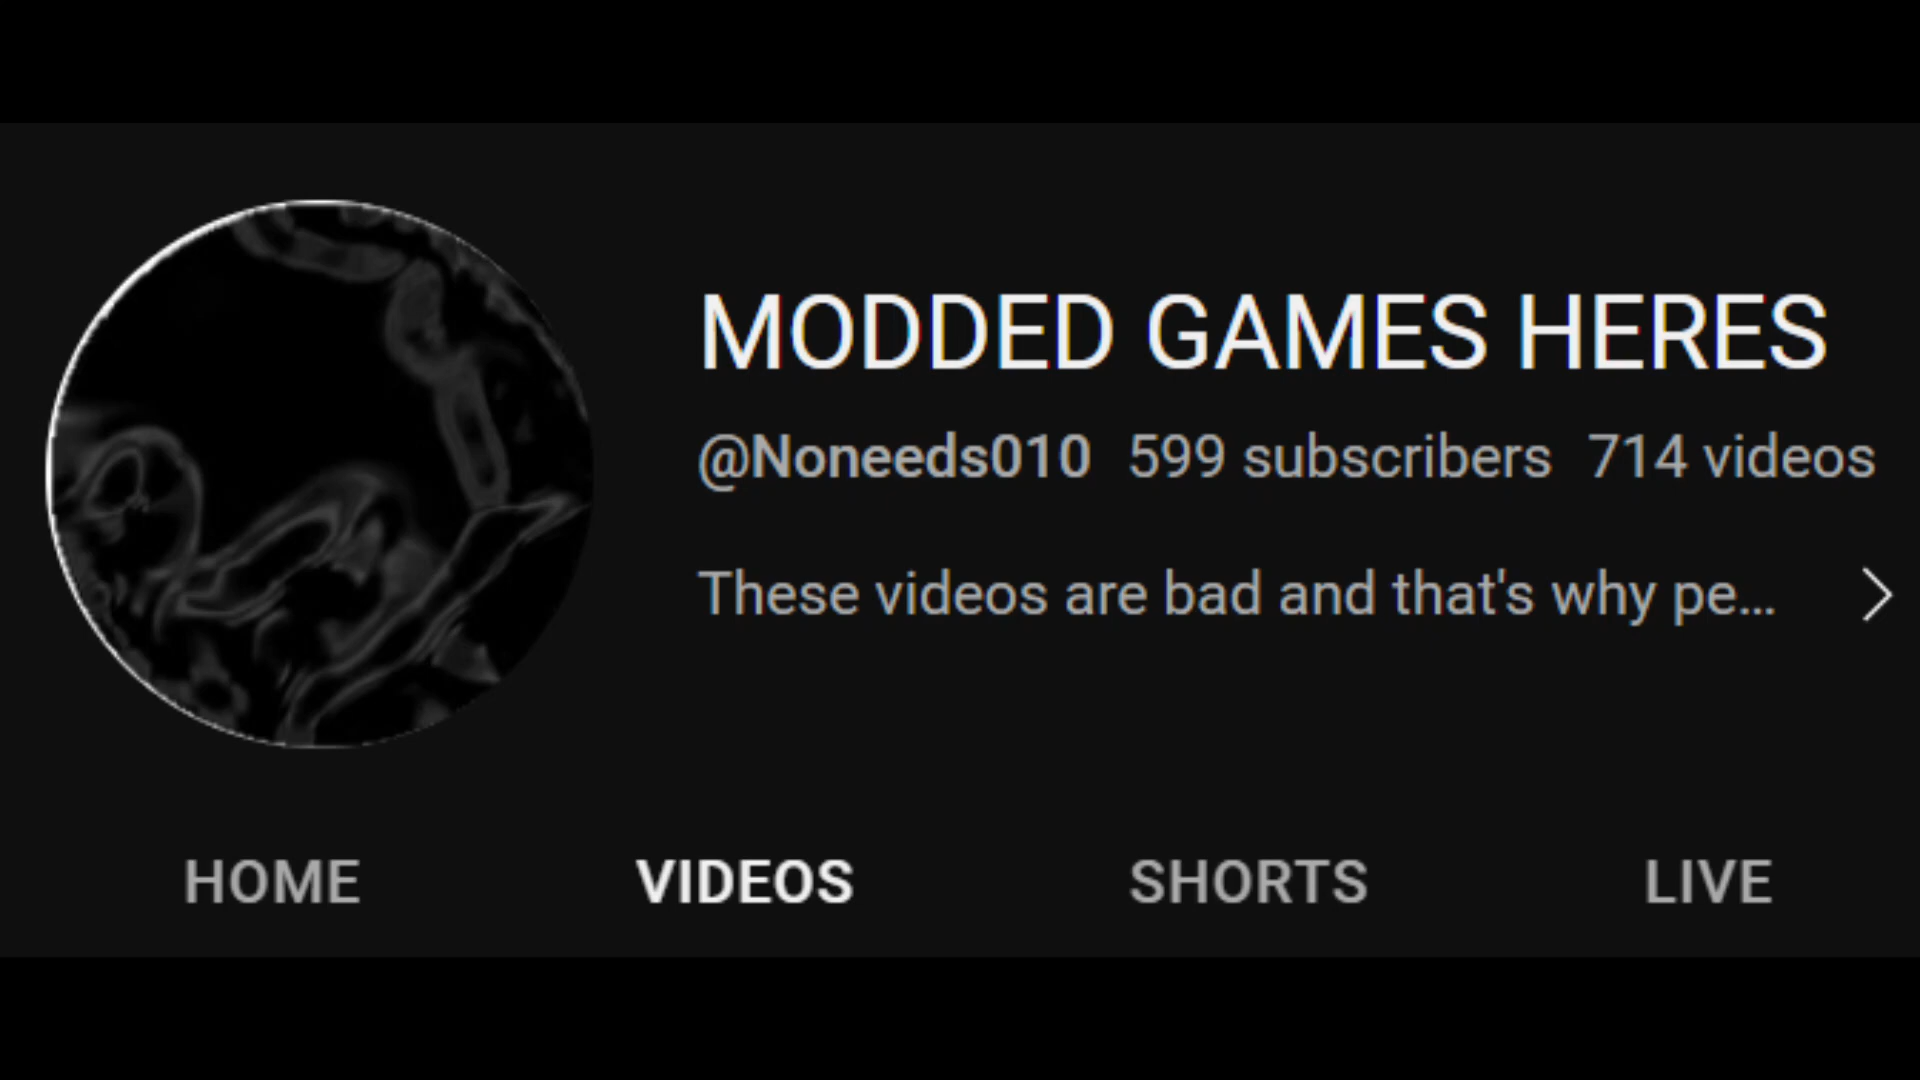 MODDED GAMES HERES
@Noneeds010 599 subscribers 714 videos
These videos are bad and that's why pe...
HOME VIDEOS SHORTS LIVE